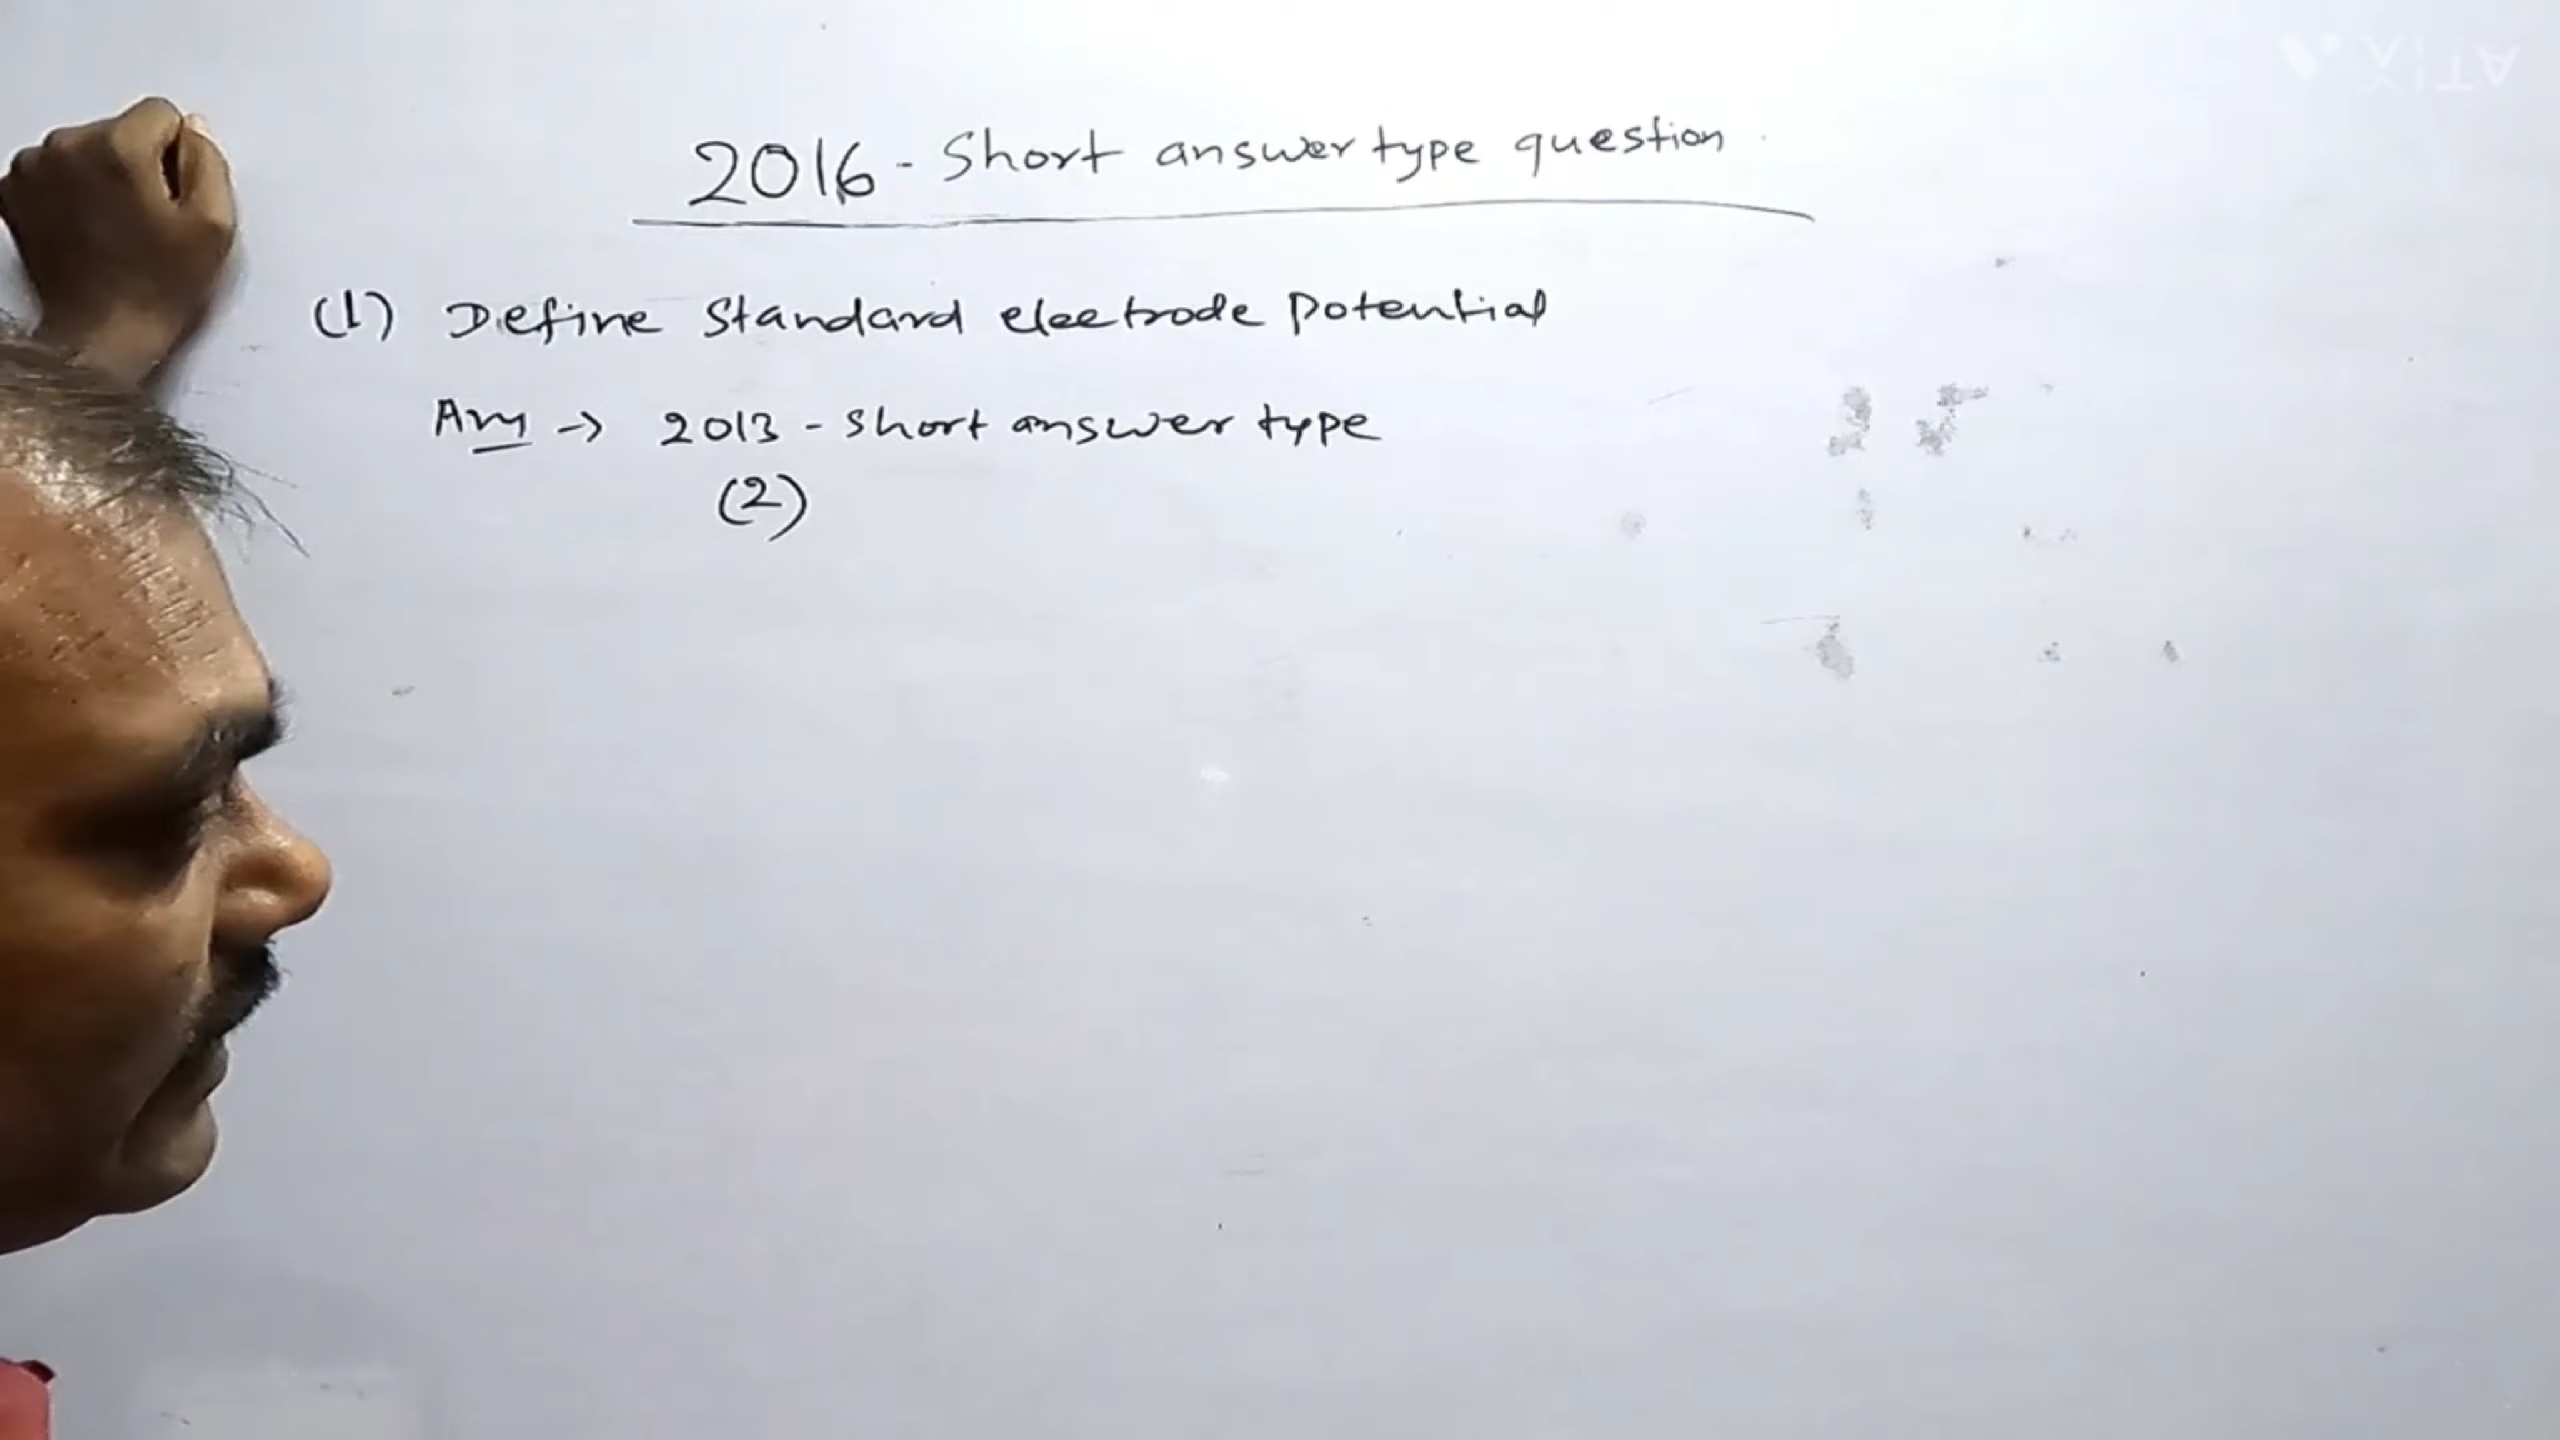 2016 - Short answer type question
(1) Define Standard electrode Potential
Ans → 2013 - Short answer type
(2)